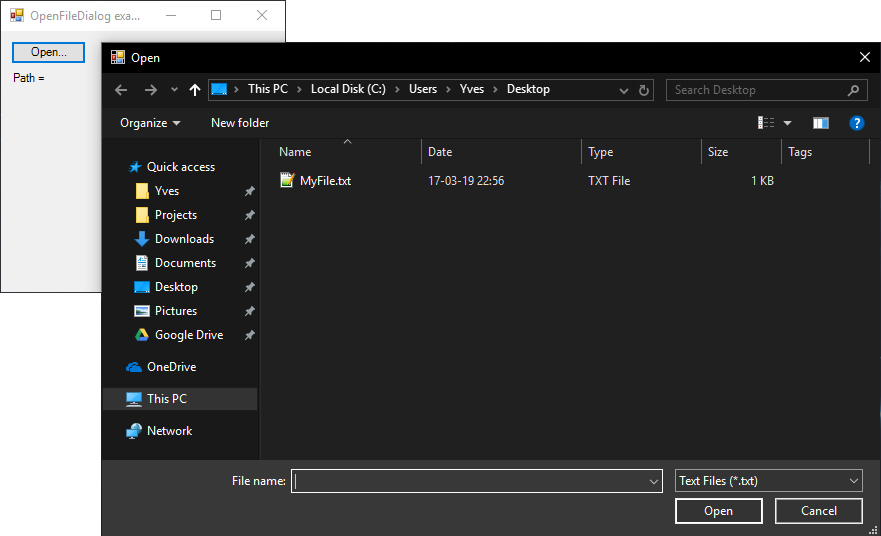 OpenFileDialog exa...
Open...
Path =
Open
This PC > Local Disk (C:) > Users > Yves > Desktop
Search Desktop
Organize
New folder
?
Name Date Type Size Tags
MyFile.txt 17-03-19 22:56 TXT File 1 KB
Quick access
Yves
Projects
Downloads
Documents
Desktop
Pictures
Google Drive
OneDrive
This PC
Network
File name:
Text Files (*.txt)
Open Cancel